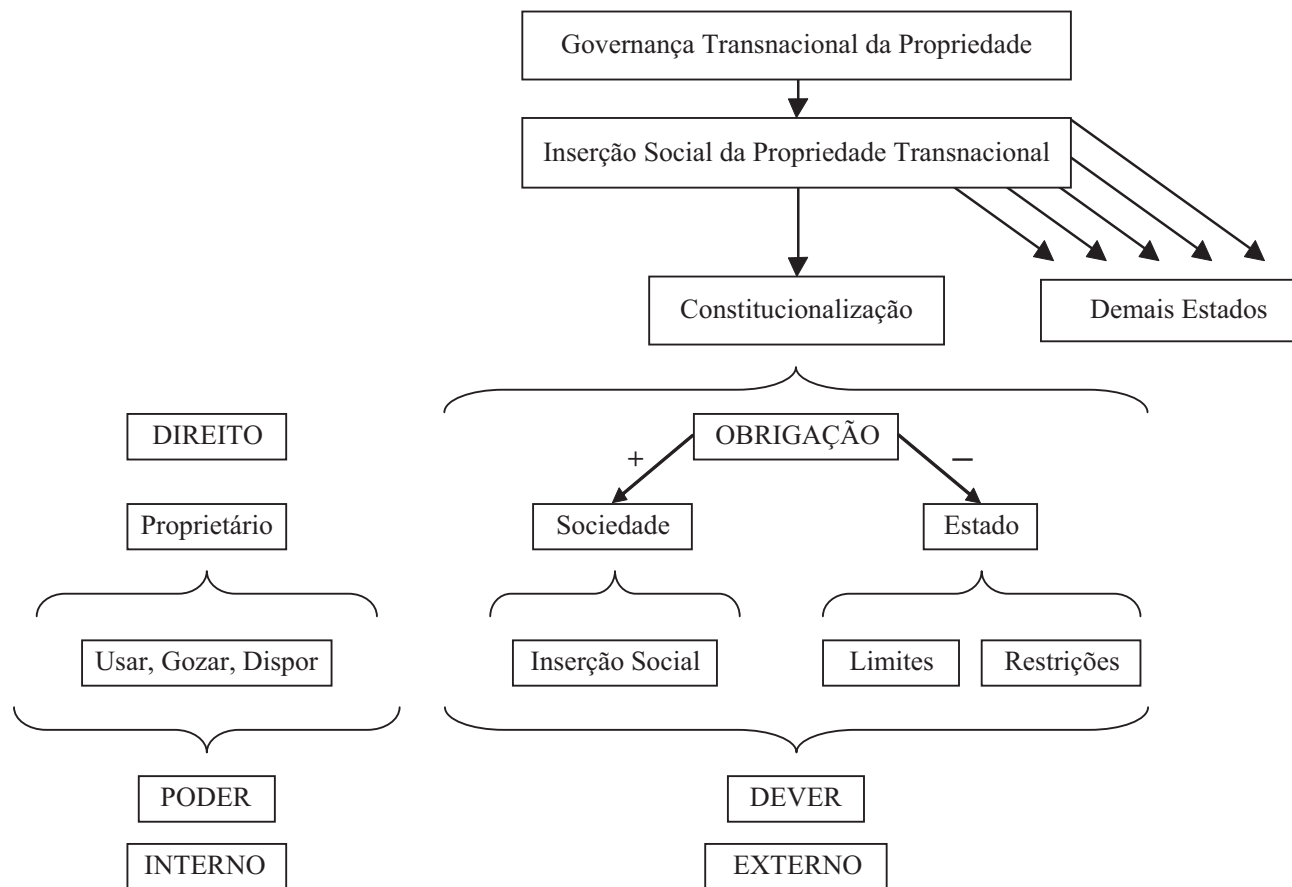 Governança Transnacional da Propriedade
Inserção Social da Propriedade Transnacional
Constitucionalização
Demais Estados
DIREITO
OBRIGAÇÃO
+
−
Proprietário
Sociedade
Estado
Usar, Gozar, Dispor
Inserção Social
Limites
Restrições
PODER
DEVER
INTERNO
EXTERNO